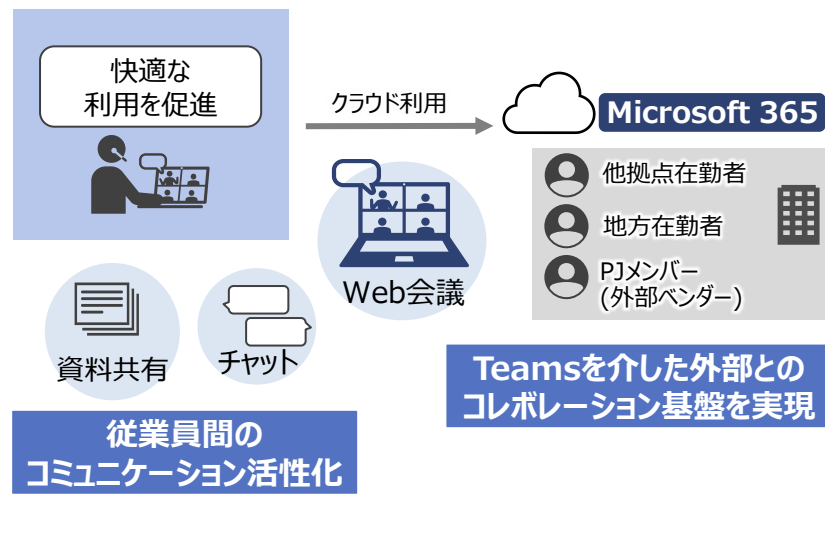 快適な
利用を促進
クラウド利用
Microsoft 365
他拠点在勤者
地方在勤者
PJメンバー
(外部ベンダー)
Web会議
資料共有
チャット
Teamsを介した外部との
コレボレーション基盤を実現
従業員間の
コミュニケーション活性化